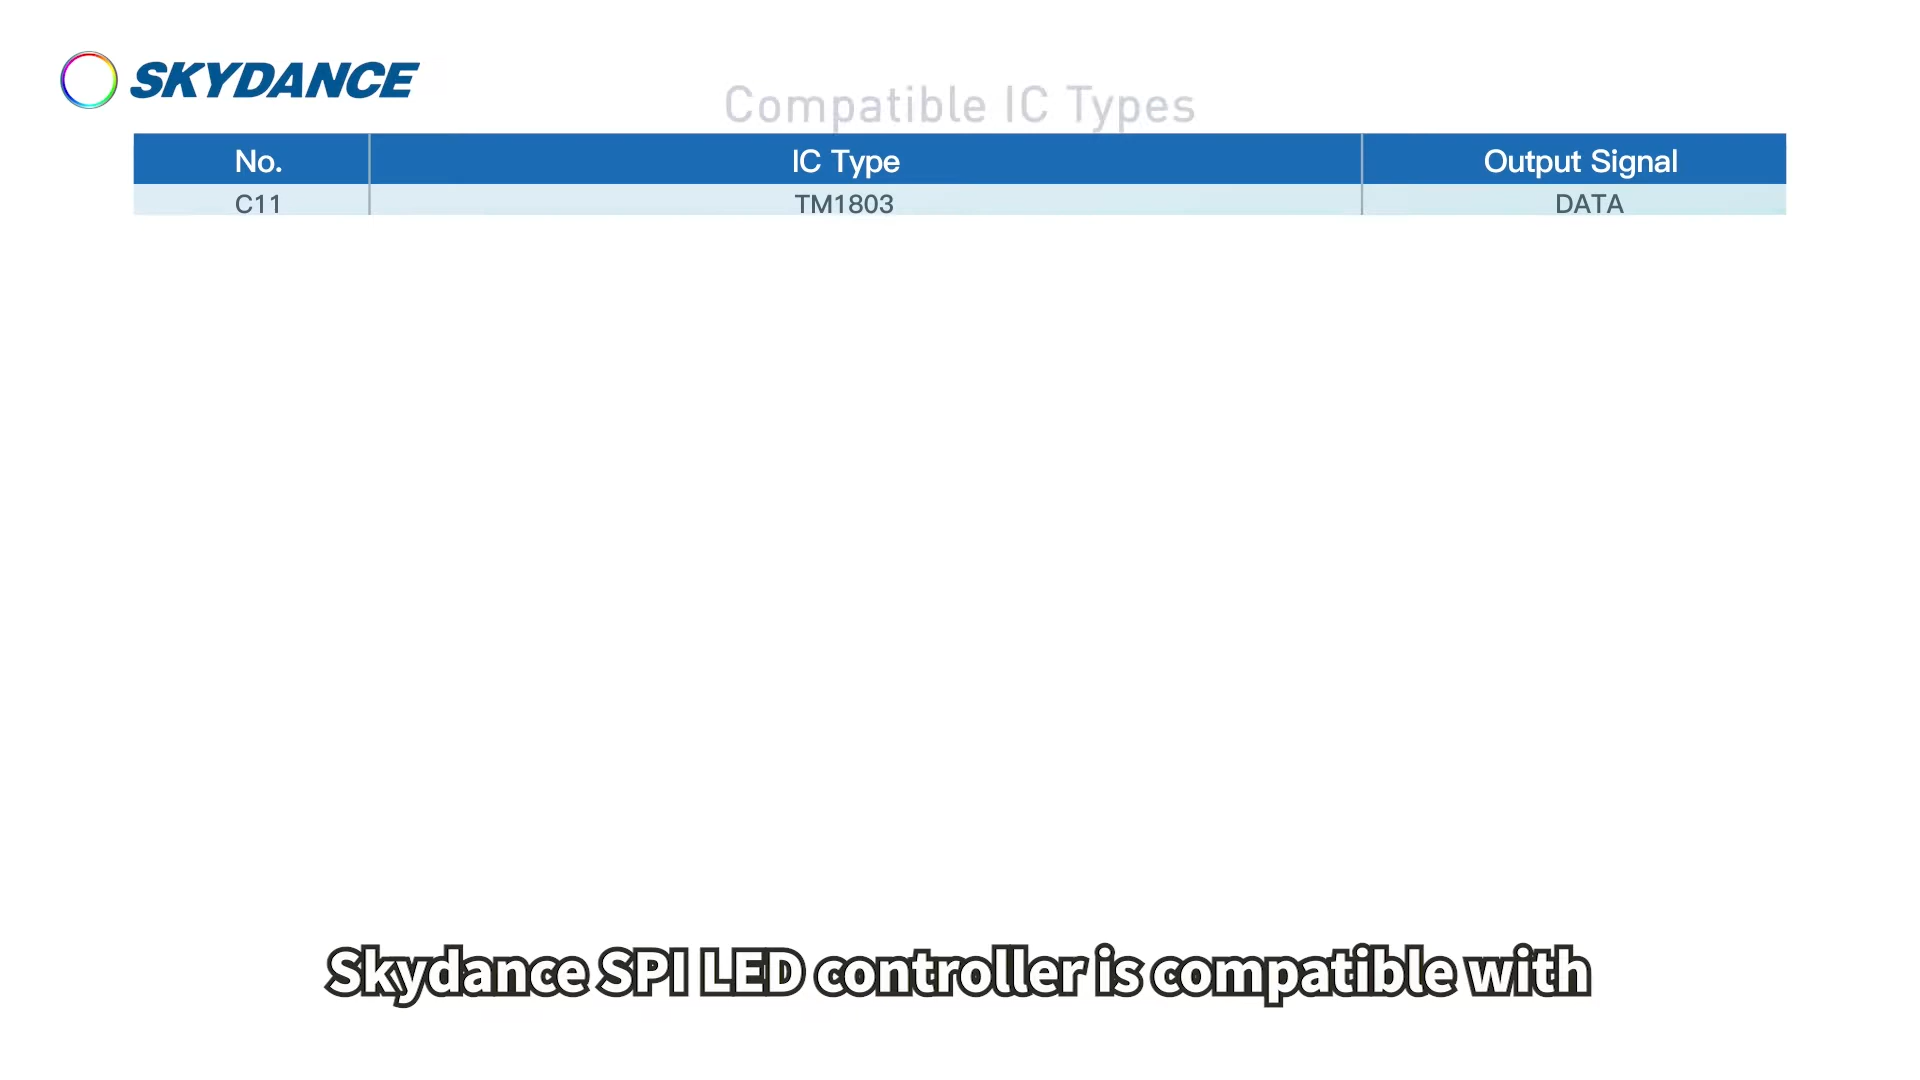 SKYDANCE
Compatible IC Types
No. IC Type Output Signal
C11 TM1803 DATA
Skydance SPI LED controller is compatible with